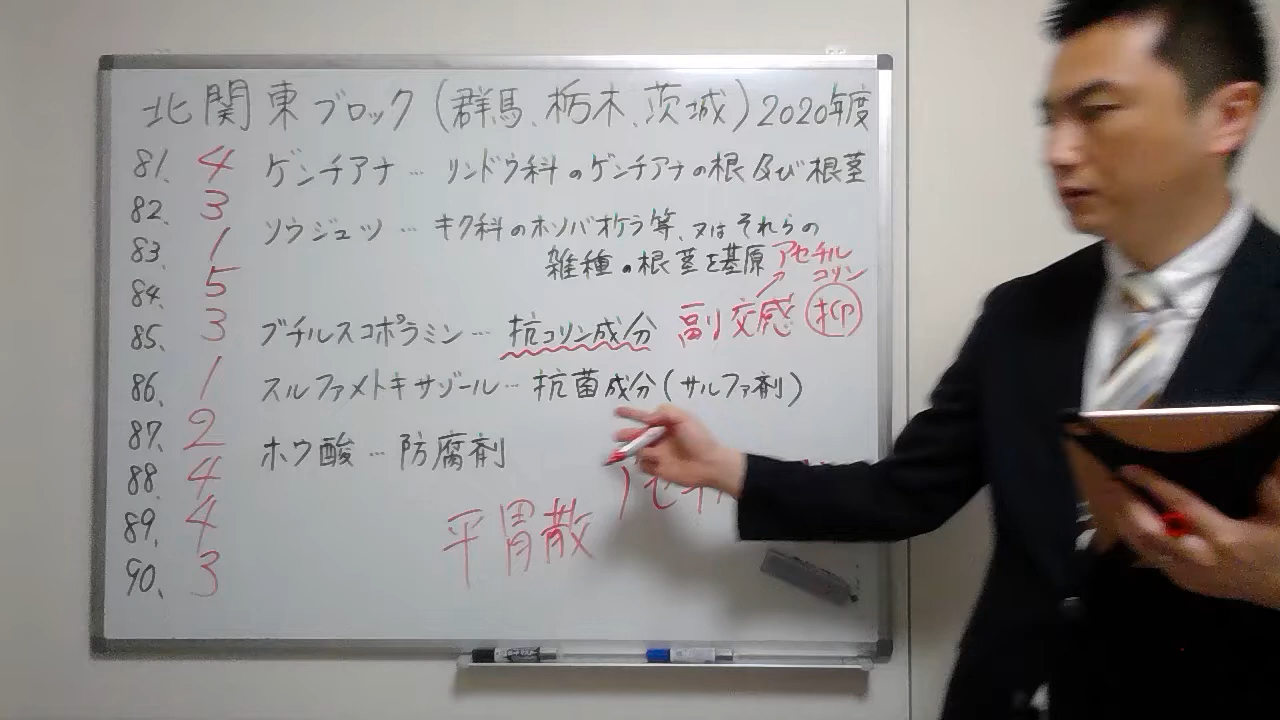 北関東ブロック(群馬、栃木、茨城)2020年度
81. 4 ゲンチアナ… リンドウ科のゲンチアナの根及び根茎
82. 3
ソウジュツ … キク科のホソバオケラ等、又はそれらの
83. 1
雑種の根茎を基原
アセチル
コリン
84. 5
85. 3 ブチルスコポラミン… 抗コリン成分 副交感 抑
86. 1 スルファメトキサゾール… 抗菌成分(サルファ剤)
87. 2 ホウ酸… 防腐剤
88. 4
アセチル
89. 4 平胃散
90. 3